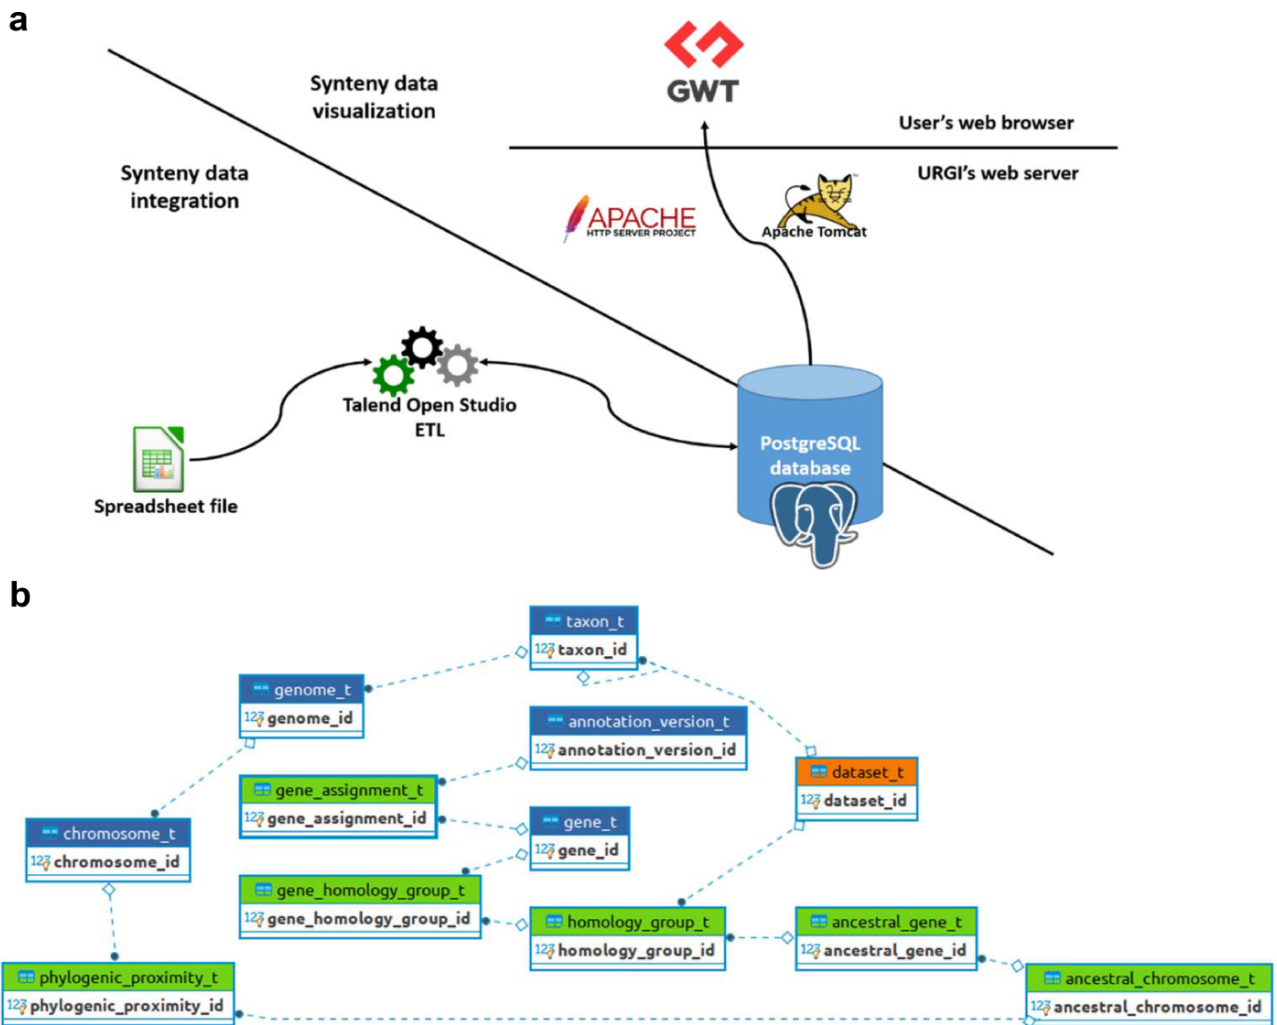 a
Synteny data
visualization
GWT
User's web browser
Synteny data
integration
URGI's web server
APACHE
HTTP SERVER PROJECT
Apache Tomcat
Talend Open Studio
ETL
PostgreSQL
database
Spreadsheet file
b
taxon_t
123 taxon_id
genome_t
123 genome_id
annotation_version_t
123 annotation_version_id
dataset_t
123 dataset_id
gene_assignment_t
123 gene_assignment_id
gene_t
123 gene_id
chromosome_t
123 chromosome_id
gene_homology_group_t
123 gene_homology_group_id
homology_group_t
123 homology_group_id
ancestral_gene_t
123 ancestral_gene_id
phylogenic_proximity_t
123 phylogenic_proximity_id
ancestral_chromosome_t
123 ancestral_chromosome_id